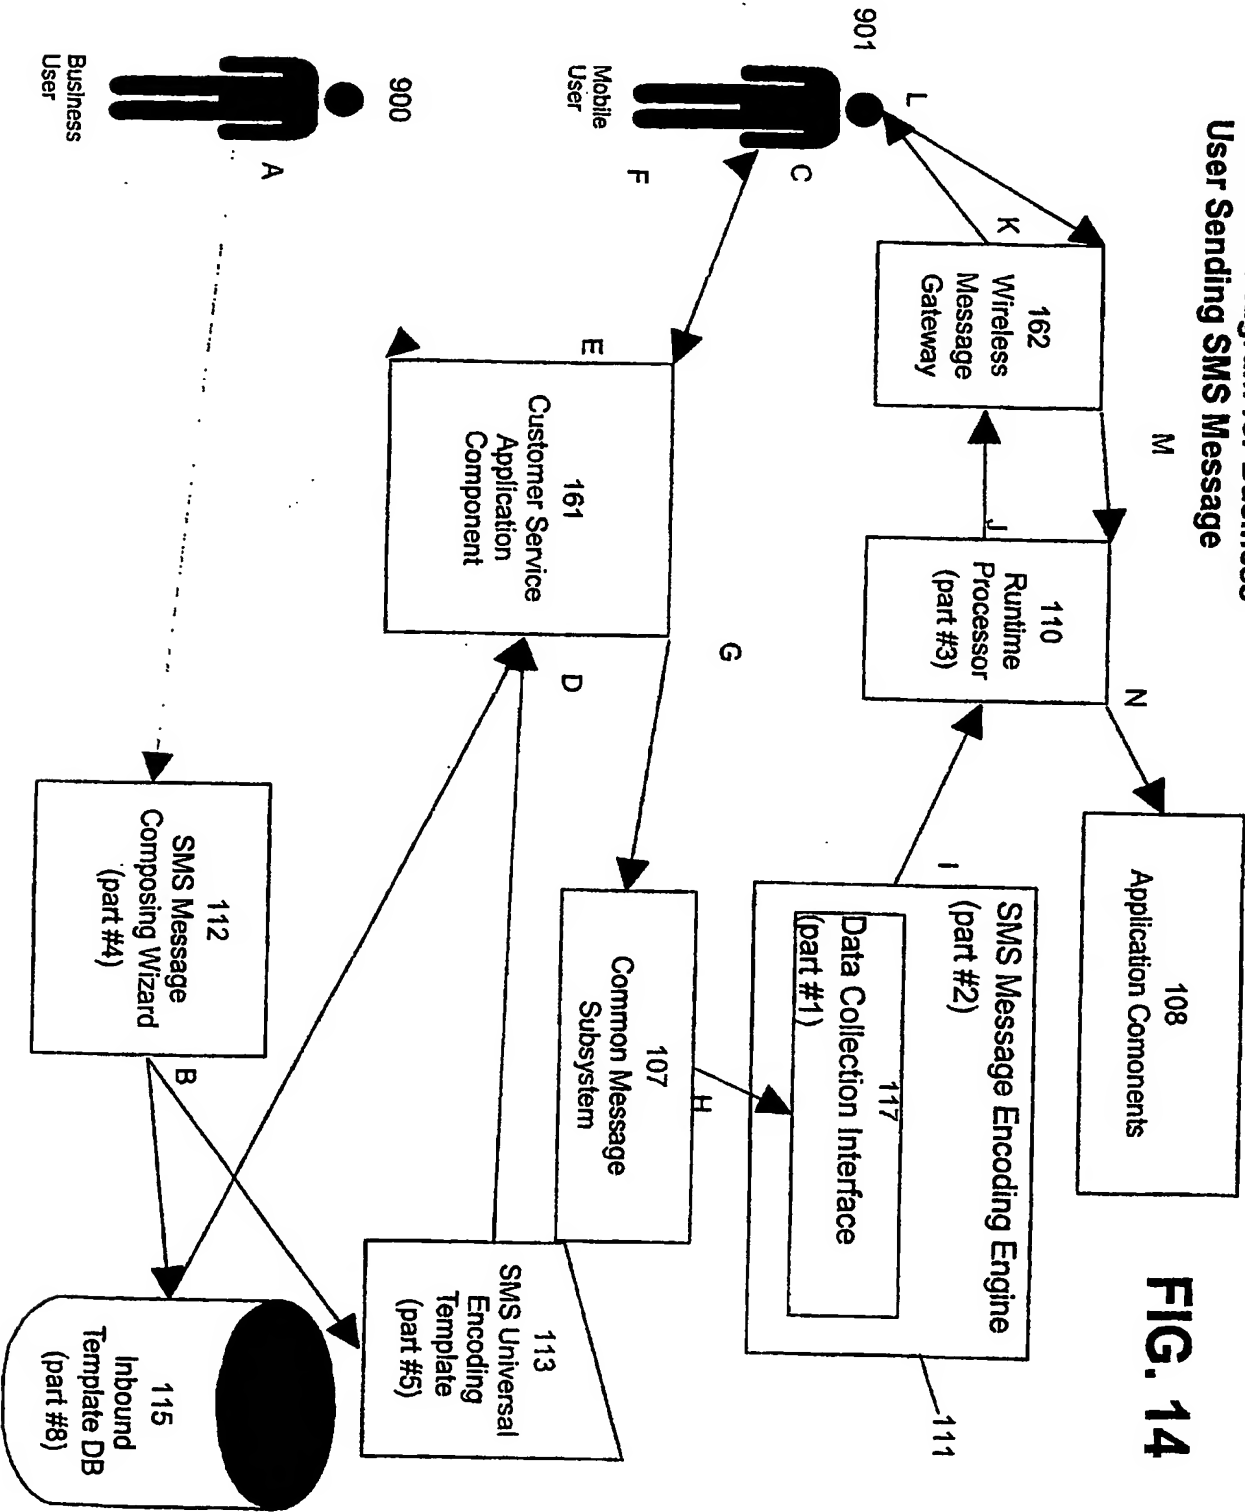 User Sending SMS Message
FIG. 14
901
L
Mobile
User
C
F
K
162
Wireless
Message
Gateway
M
J
110
Runtime
Processor
(part #3)
N
108
Application Comonents
I
SMS Message Encoding Engine
(part #2)
117
Data Collection Interface
(part #1)
111
H
107
Common Message
Subsystem
G
E
161
Customer Service
Application
Component
D
900
Business
User
A
112
SMS Message
Composing Wizard
(part #4)
B
113
SMS Universal
Encoding
Template
(part #5)
115
Inbound
Template DB
(part #8)